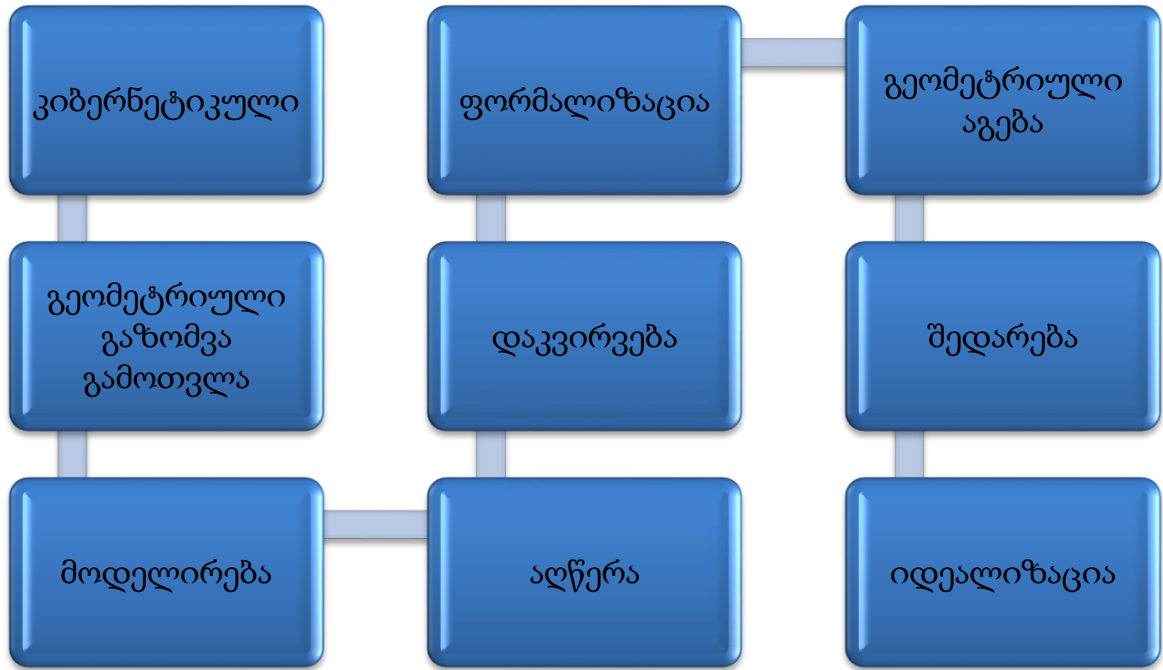 კიბერნეტიკული
გეომეტრიული
გაზომვა
გამოთვლა
მოდელირება
აღწერა
დაკვირვება
ფორმალიზაცია
გეომეტრიული
აგება
შედარება
იდეალიზაცია